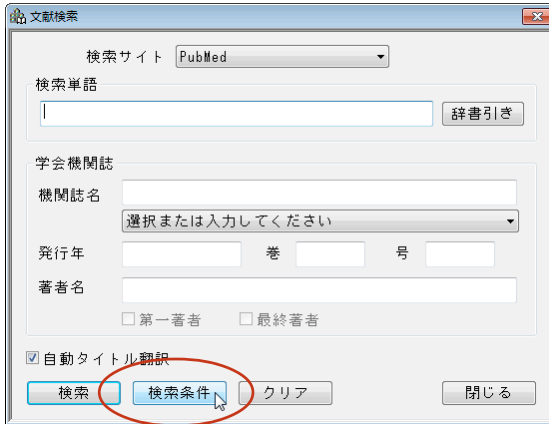 文献検索
検索サイト PubMed
検索単語
辞書引き
学会機関誌
機関誌名
選択または入力してください
発行年 巻 号
著者名
第一著者 最終著者
自動タイトル翻訳
検索 検索条件 クリア 閉じる